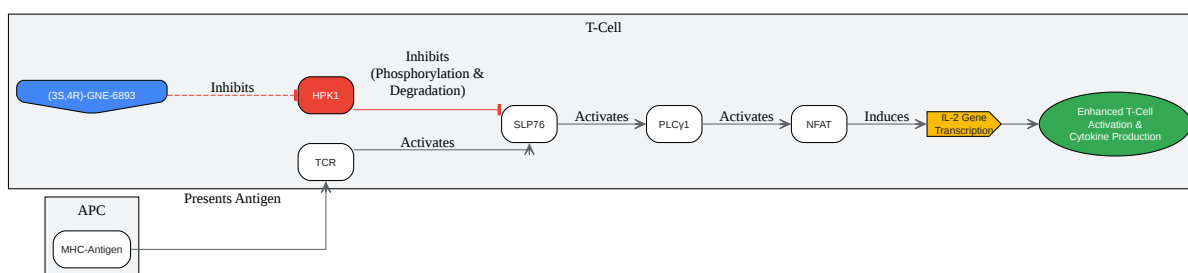 T-Cell
(3S,4R)-GNE-6893
Inhibits
HPK1
Inhibits
(Phosphorylation &
Degradation)
SLP76
Activates
PLCγ1
Activates
NFAT
Induces
IL-2 Gene
Transcription
Enhanced T-Cell
Activation &
Cytokine Production
TCR
Activates
Presents Antigen
APC
MHC-Antigen